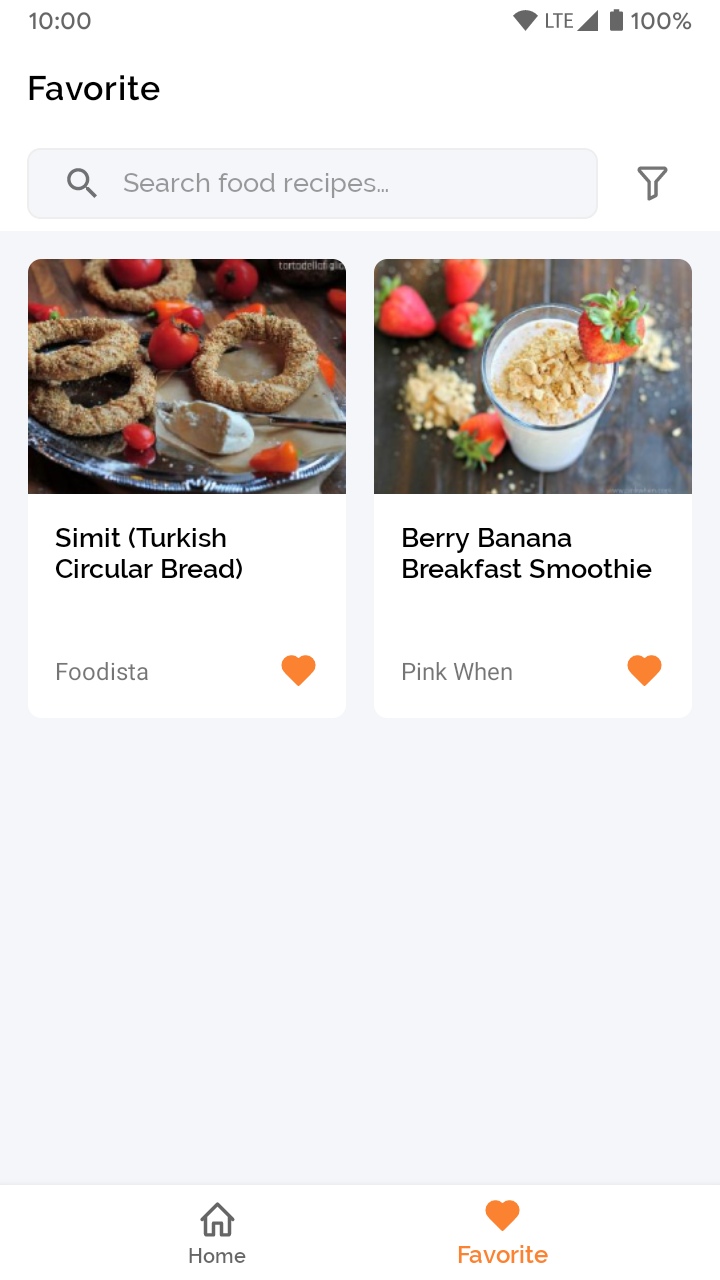 10:00
LTE
100%
Favorite
Search food recipes...
Simit (Turkish
Circular Bread)
Berry Banana
Breakfast Smoothie
Foodista
Pink When
Home
Favorite